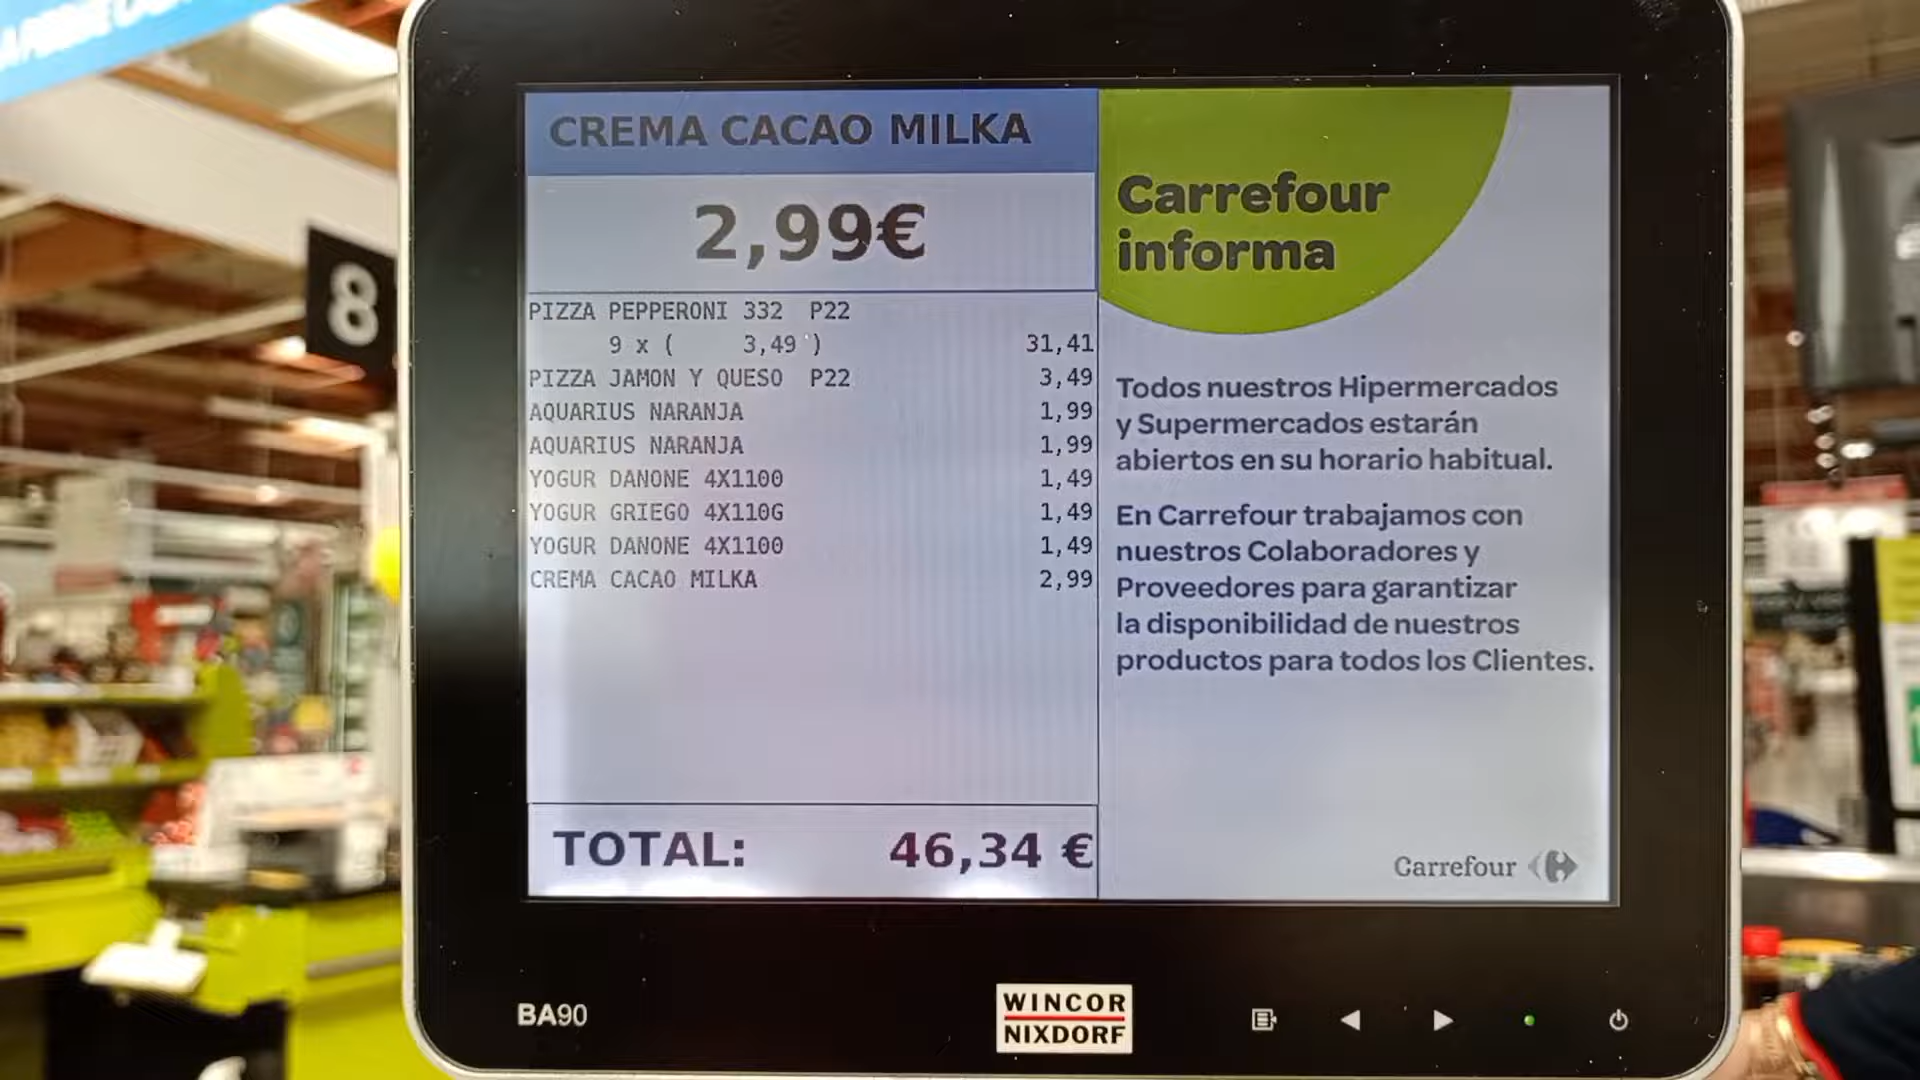 CREMA CACAO MILKA
2,99€
PIZZA PEPPERONI 332 P22
9 x ( 3,49 ) 31,41
PIZZA JAMON Y QUESO P22 3,49
AQUARIUS NARANJA 1,99
AQUARIUS NARANJA 1,99
YOGUR DANONE 4X1100 1,49
YOGUR GRIEGO 4X110G 1,49
YOGUR DANONE 4X1100 1,49
CREMA CACAO MILKA 2,99
TOTAL: 46,34 €
Carrefour
informa
Todos nuestros Hipermercados
y Supermercados estarán
abiertos en su horario habitual.
En Carrefour trabajamos con
nuestros Colaboradores y
Proveedores para garantizar
la disponibilidad de nuestros
productos para todos los Clientes.
Carrefour
8
BA90
WINCOR
NIXDORF